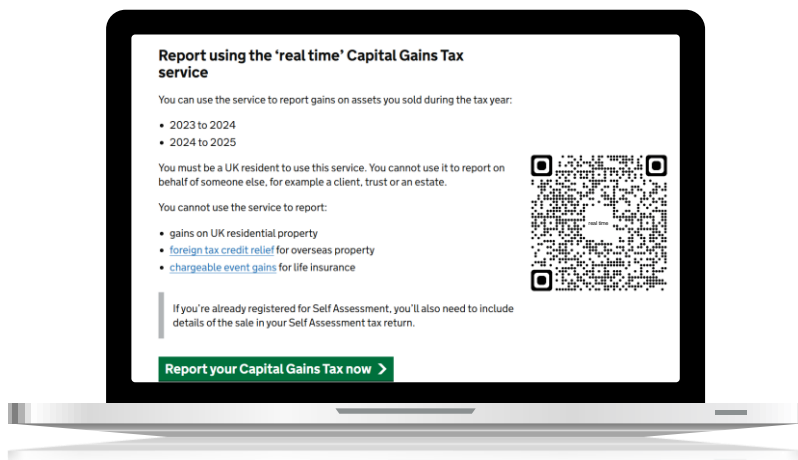 Report using the ‘real time’ Capital Gains Tax
service
You can use the service to report gains on assets you sold during the tax year:
• 2023 to 2024
• 2024 to 2025
You must be a UK resident to use this service. You cannot use it to report on
behalf of someone else, for example a client, trust or an estate.
You cannot use the service to report:
• gains on UK residential property
• foreign tax credit relief for overseas property
• chargeable event gains for life insurance
real time
If you’re already registered for Self Assessment, you’ll also need to include
details of the sale in your Self Assessment tax return.
Report your Capital Gains Tax now